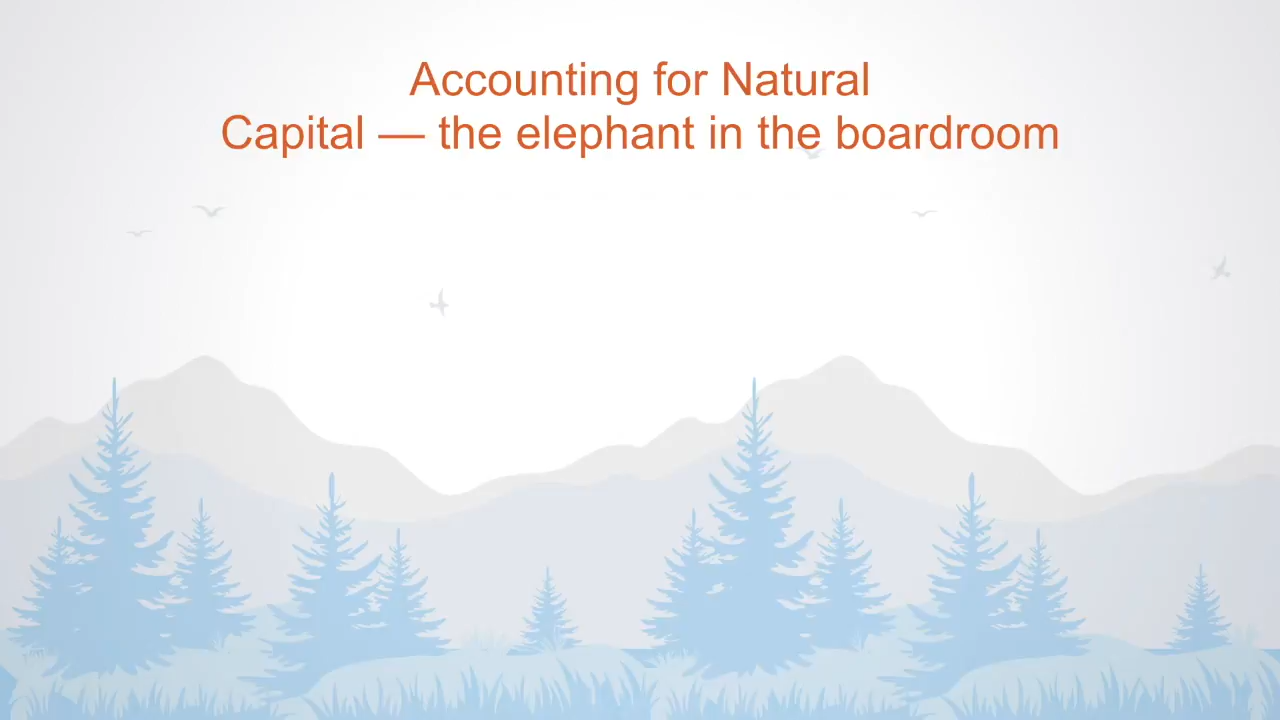 Accounting for Natural
Capital — the elephant in the boardroom